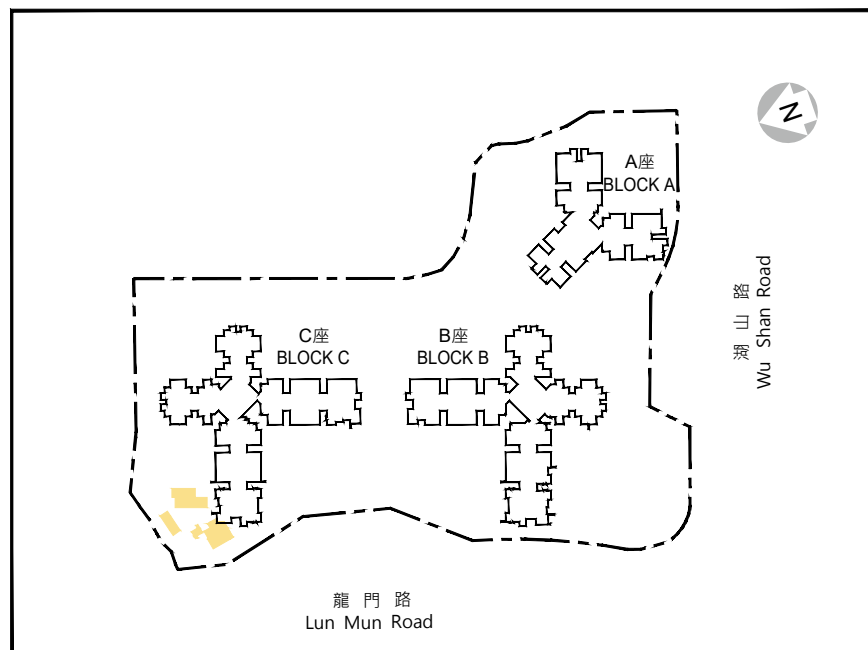 N
A座
BLOCK A
湖山路
Wu Shan Road
C座
BLOCK C
B座
BLOCK B
龍門路
Lun Mun Road